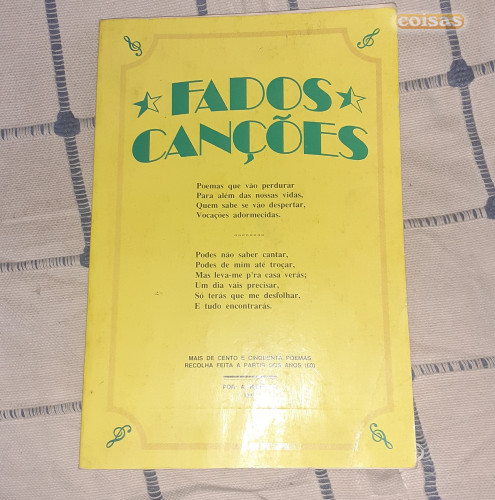 coisas
FADOS
CANÇÕES
Poemas que vão perdurar
Para além das nossas vidas,
Quem sabe se vão despertar,
Vocações adormecidas.
Podes não saber cantar,
Podes de mim até troçar,
Mas leva-me p'ra casa verás;
Um dia vais precisar,
Só terás que me desfolhar,
E tudo encontrarás.
MAIS DE CENTO E CINQUENTA POEMAS
RECOLHA FEITA A PARTIR DOS ANOS (60)
POR A